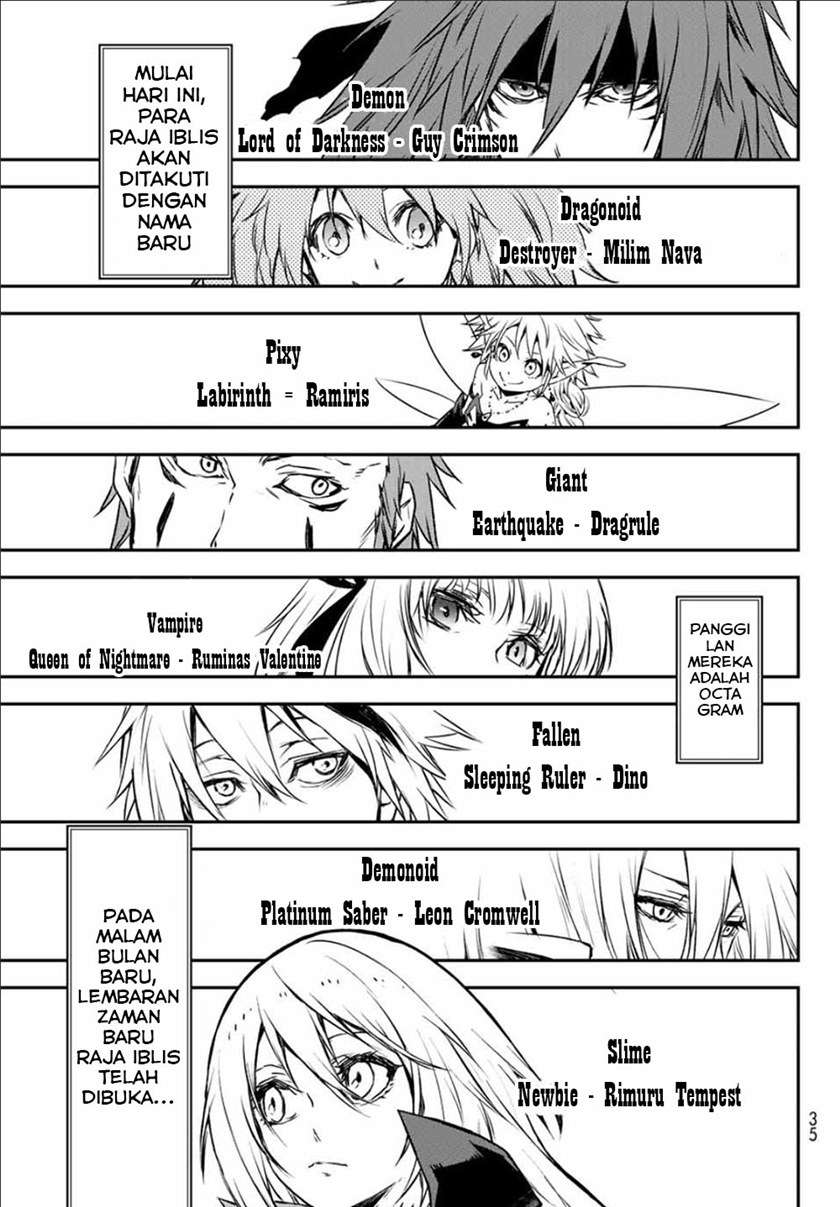 MULAI
HARI INI,
PARA
RAJA IBLIS
AKAN
DITAKUTI
DENGAN
NAMA
BARU
Demon
Lord of Darkness - Guy Crimson
Dragonoid
Destroyer - Milim Nava
Pixy
Labirinth = Ramiris
Giant
Earthquake - Dragrule
Vampire
Queen of Nightmare - Ruminas Valentine
PANGGI
LAN
MEREKA
ADALAH
OCTA
GRAM
Fallen
Sleeping Ruler - Dino
Demonoid
Platinum Saber - Leon Cromwell
PADA
MALAM
BULAN
BARU,
LEMBARAN
ZAMAN
BARU
RAJA IBLIS
TELAH
DIBUKA...
Slime
Newbie - Rimuru Tempest
35